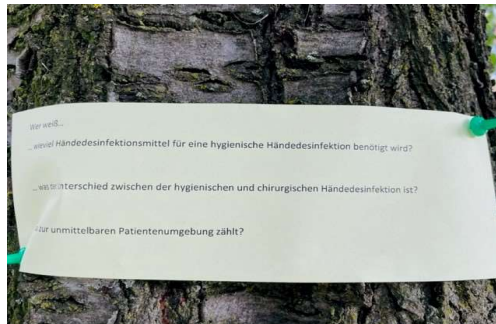 Wer weiß...
... wieviel Händedesinfektionsmittel für eine hygienische Händedesinfektion benötigt wird?
... was Unterschied zwischen der hygienischen und chirurgischen Händedesinfektion ist?
zur unmittelbaren Patientenumgebung zählt?